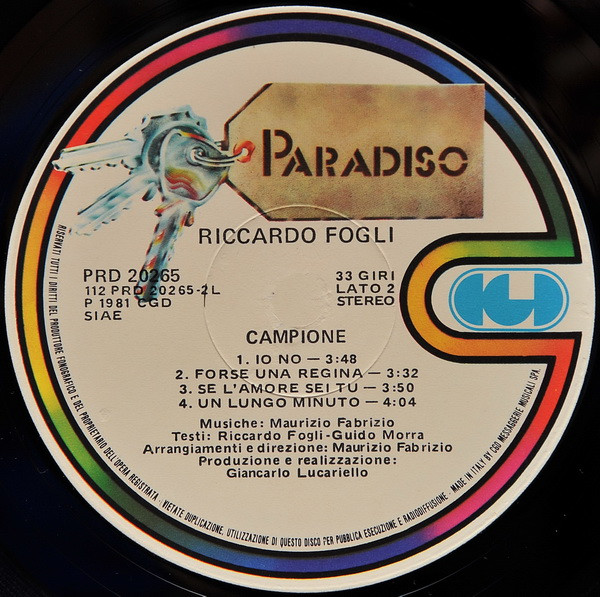 PARADISO
RICCARDO FOGLI
PRD 20265
112 PRD 20265-2L
P 1981 CGD
SIAE
33 GIRI
LATO 2
STEREO
CAMPIONE
1. IO NO — 3:48
2. FORSE UNA REGINA — 3:32
3. SE L'AMORE SEI TU — 3:50
4. UN LUNGO MINUTO — 4:04
Musiche: Maurizio Fabrizio
Testi: Riccardo Fogli-Guido Morra
Arrangiamenti e direzione: Maurizio Fabrizio
Produzione e realizzazione:
Giancarlo Lucariello
RISERVATI TUTTI I DIRITTI DEL PRODUTTORE FONOGRAFICO E DEL PROPRIETARIO DELL'OPERA REGISTRATA - VIETATE DUPLICAZIONE, UTILIZZAZIONE DI QUESTO DISCO PER PUBBLICA ESECUZIONE E RADIODIFFUSIONE - MADE IN ITALY BY CGD MESSAGGERIE MUSICALI SPA.